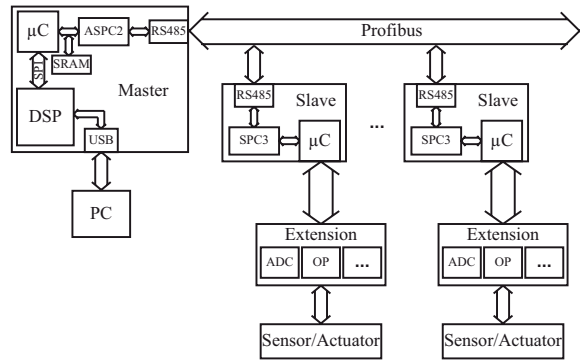 µC
ASPC2
RS485
Profibus
SRAM
SPI
Master
DSP
USB
PC
RS485
Slave
SPC3
µC
...
RS485
Slave
SPC3
µC
Extension
ADC
OP
...
Extension
ADC
OP
...
Sensor/Actuator
Sensor/Actuator